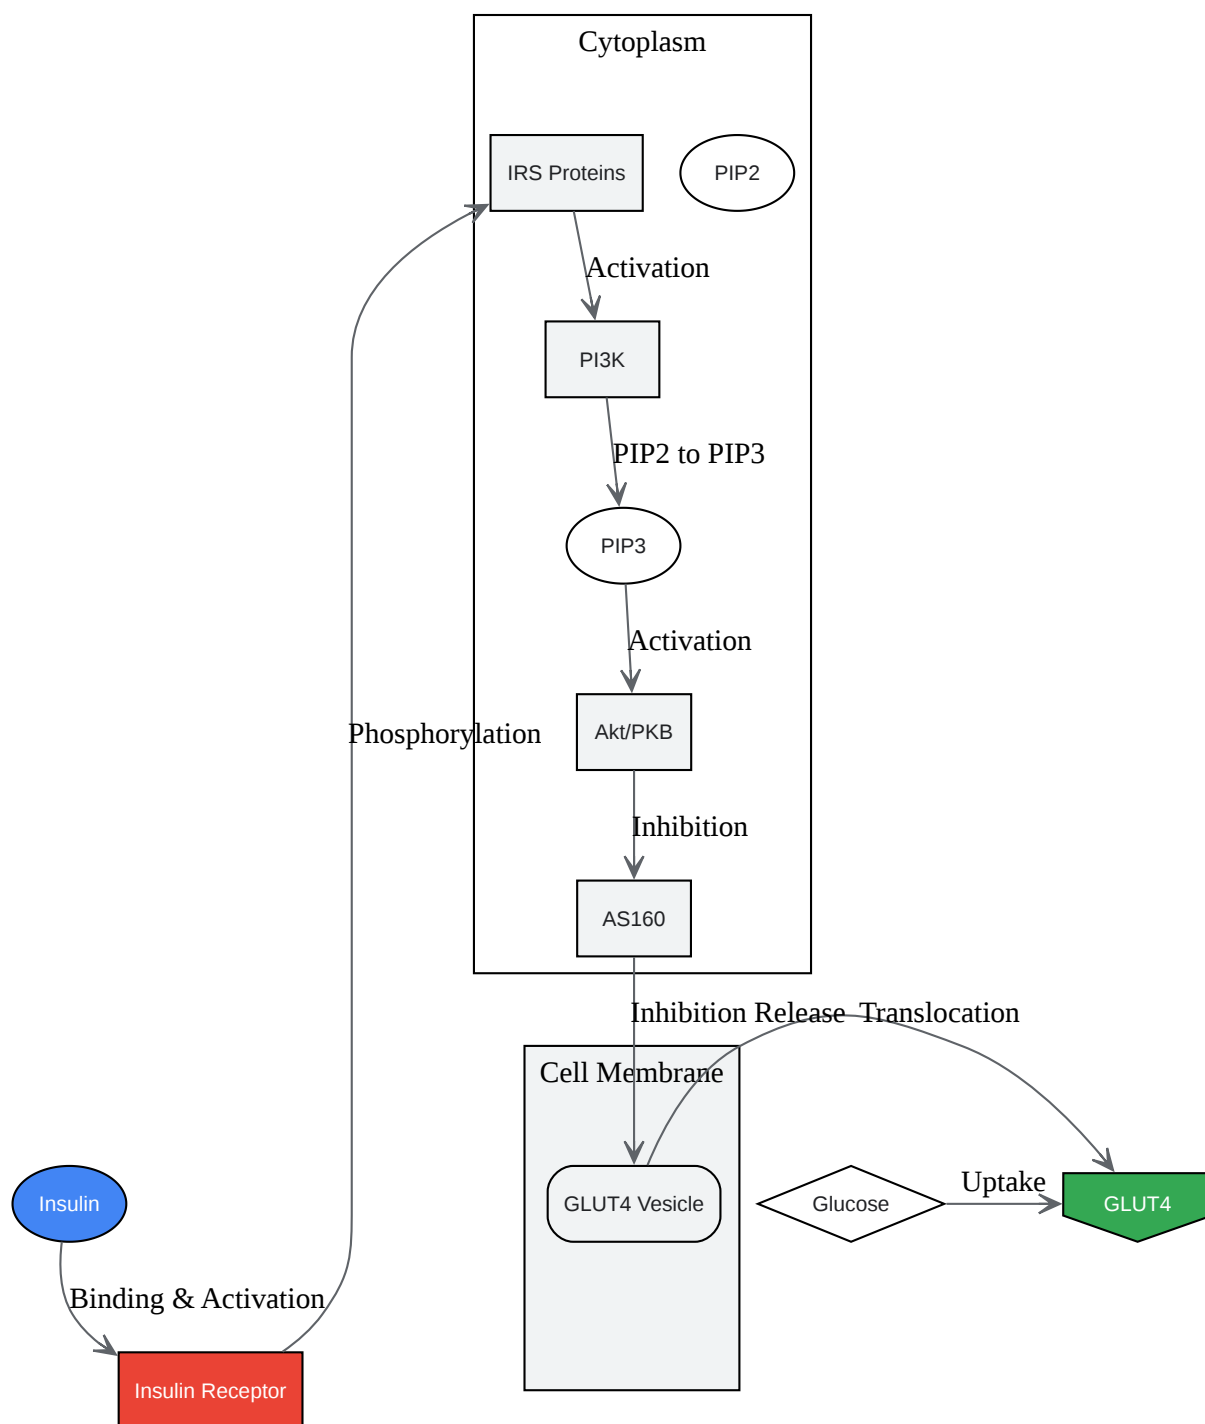 Cytoplasm
IRS Proteins
PIP2
Activation
PI3K
PIP2 to PIP3
PIP3
Activation
Akt/PKB
Phosphorylation
Inhibition
AS160
Inhibition Release
Translocation
Cell Membrane
Insulin
GLUT4 Vesicle
Glucose
Uptake
GLUT4
Binding & Activation
Insulin Receptor